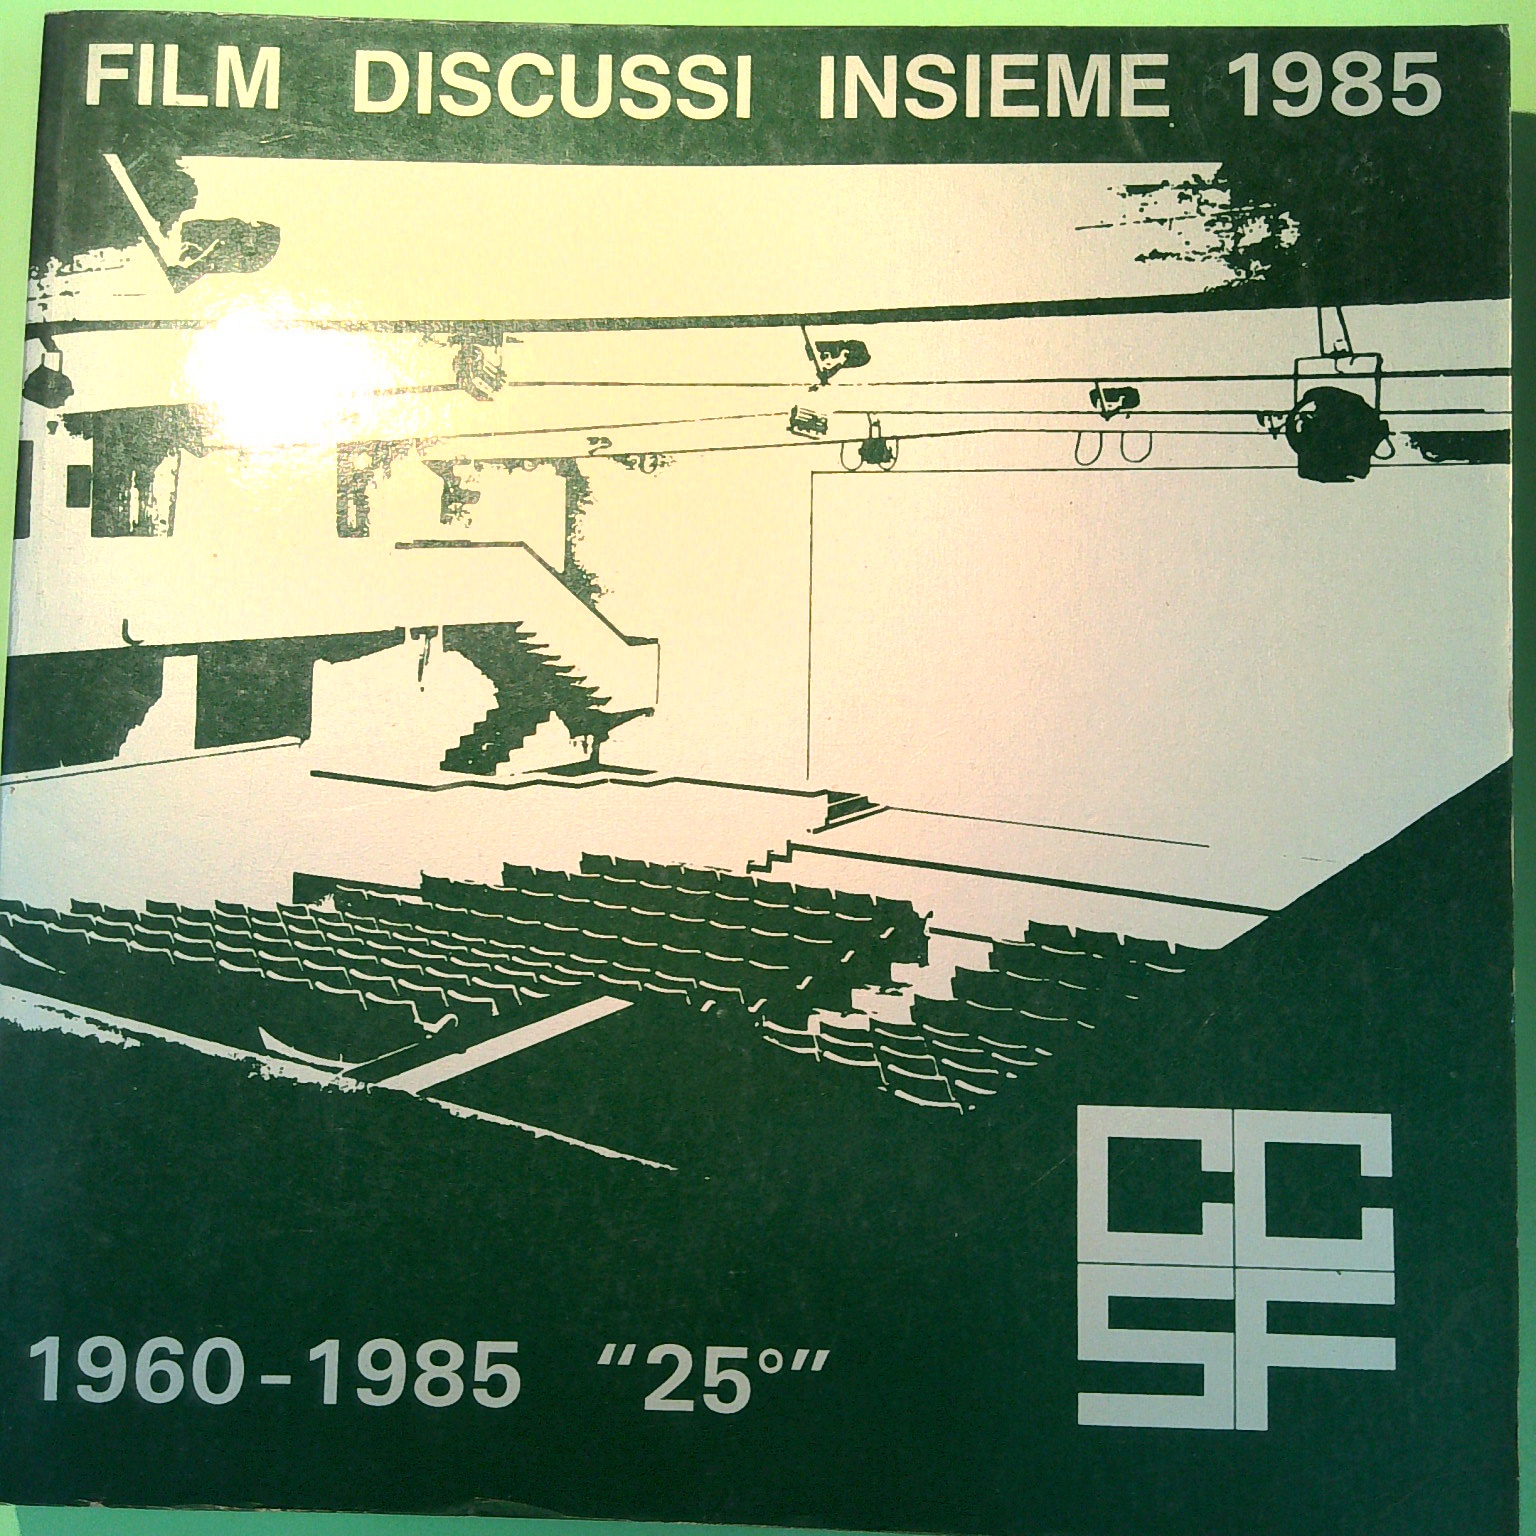 FILM DISCUSSI INSIEME 1985
CC
SF
1960-1985 "25°"